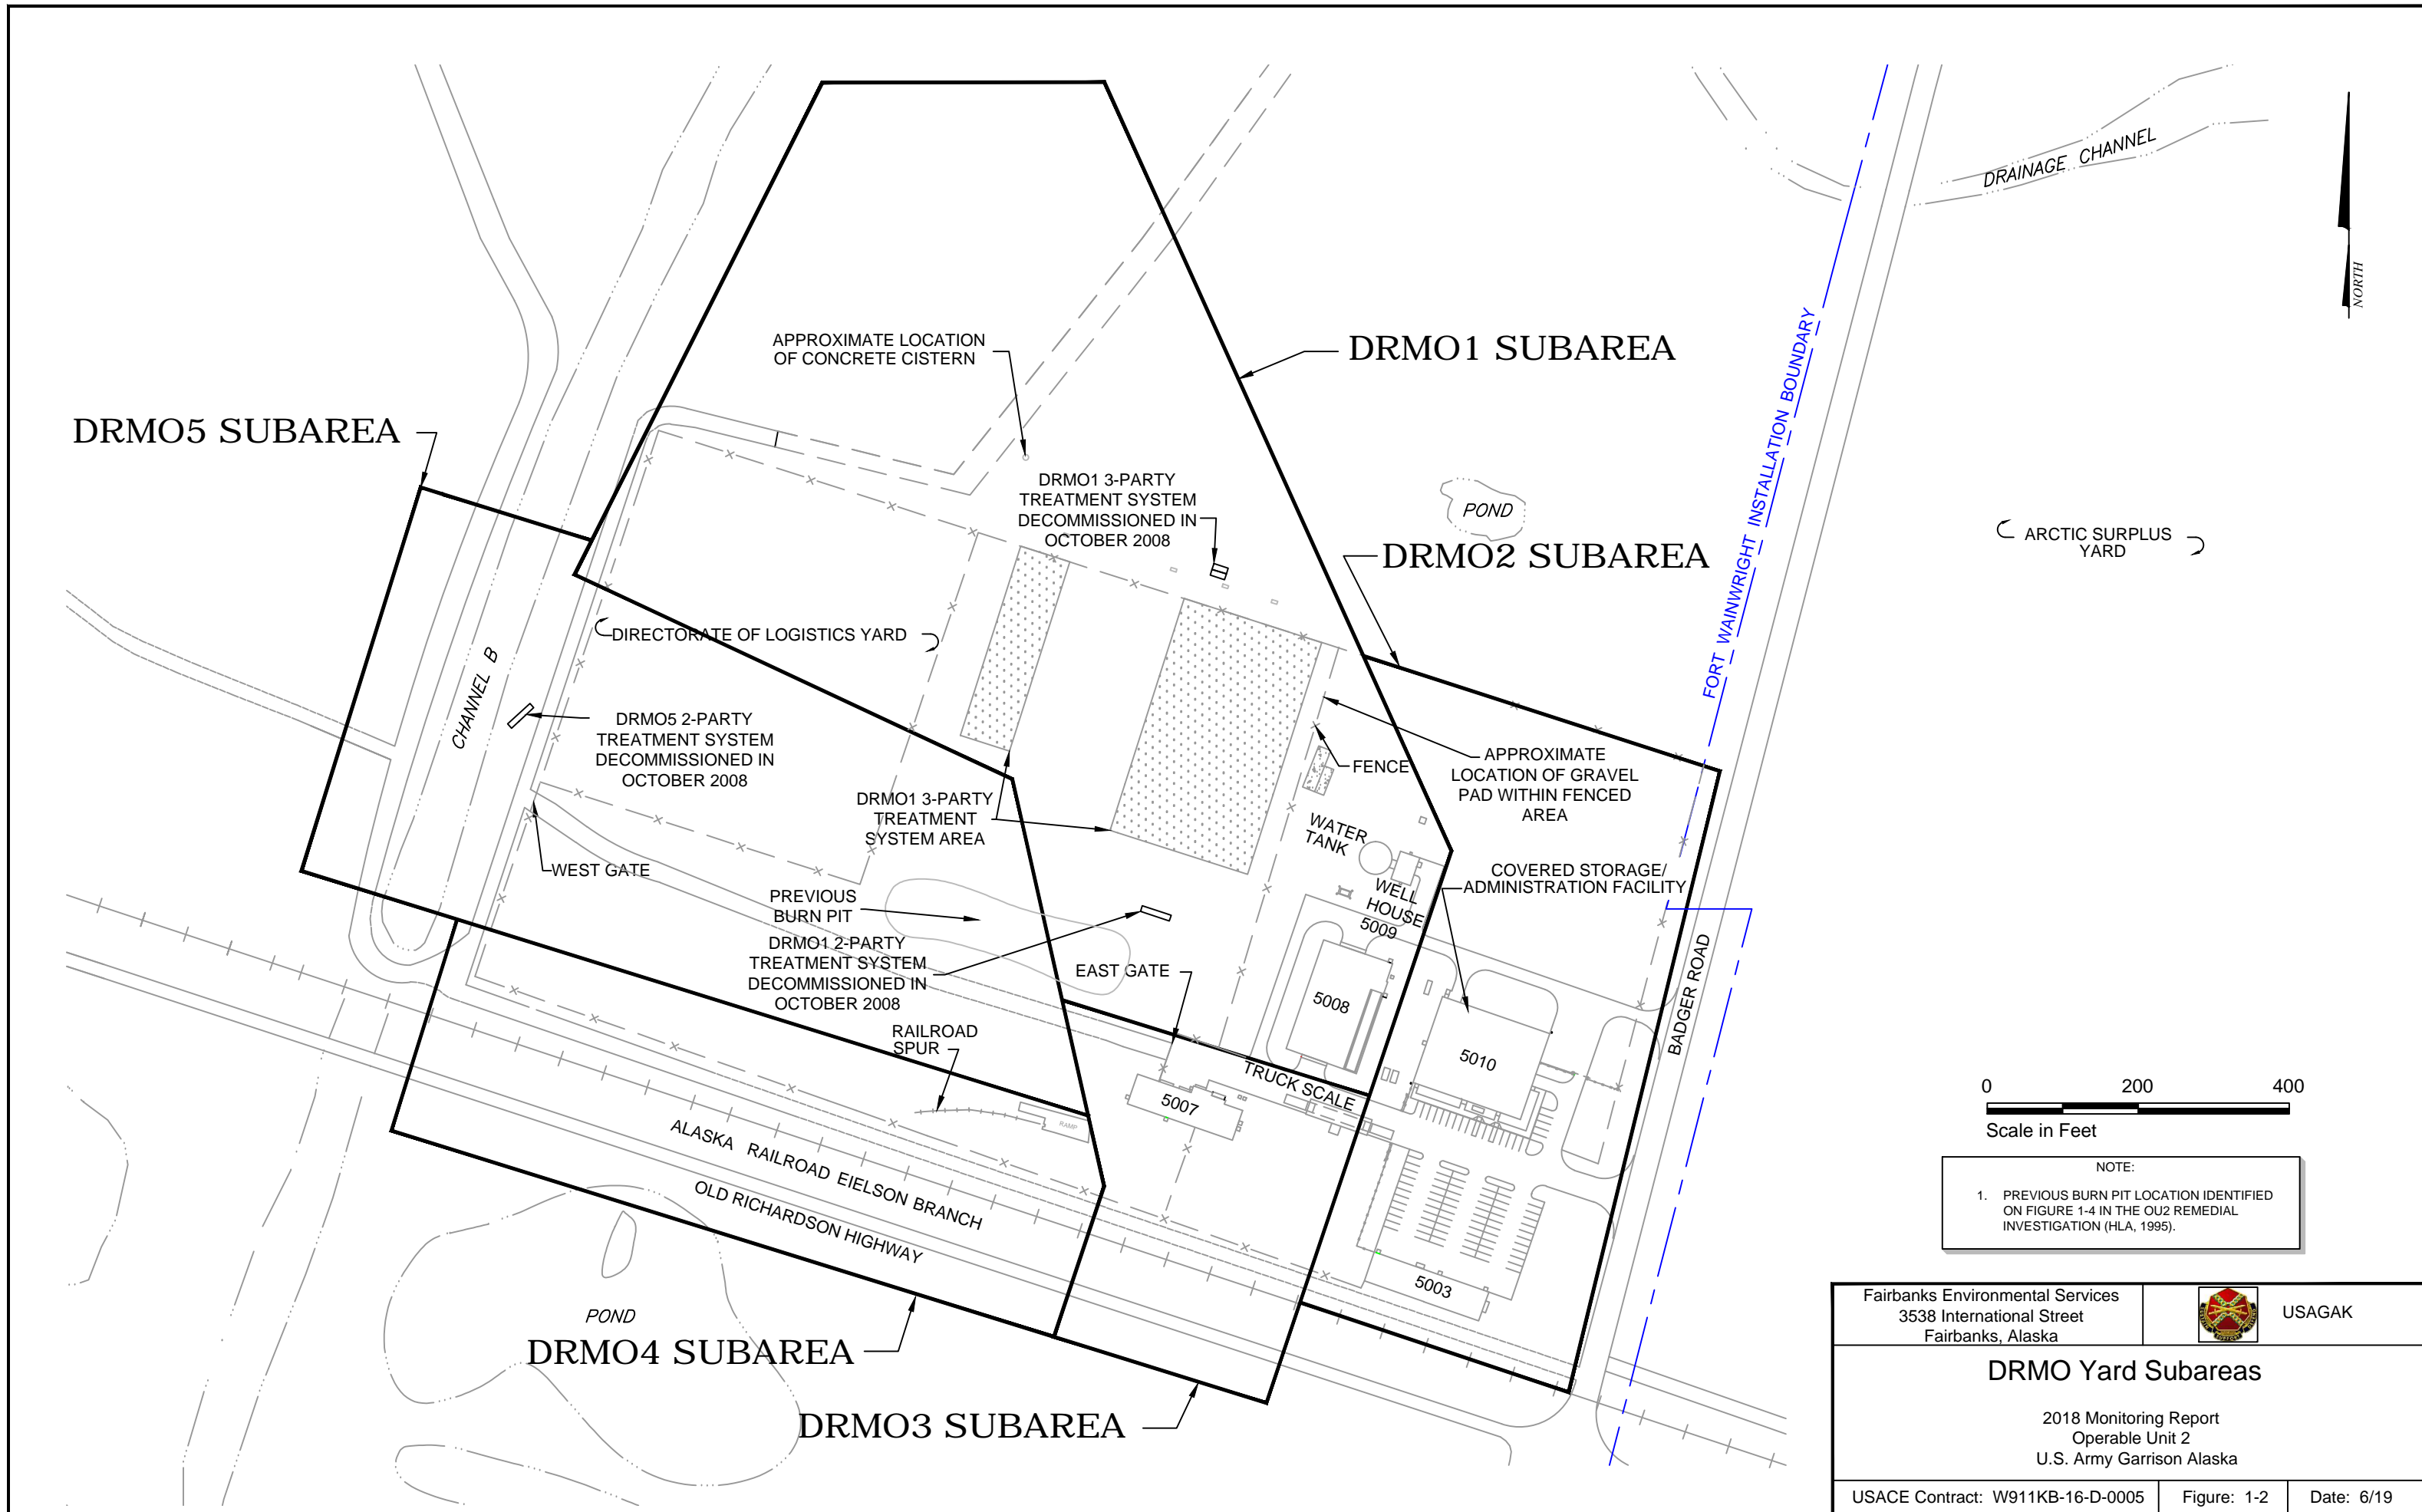 DRAINAGE CHANNEL
NORTH
APPROXIMATE LOCATION
OF CONCRETE CISTERN
DRMO1 SUBAREA
FORT WAINWRIGHT INSTALLATION BOUNDARY
DRMO5 SUBAREA
DRMO1 3-PARTY
TREATMENT SYSTEM
DECOMMISSIONED IN
OCTOBER 2008
POND
DRMO2 SUBAREA
ARCTIC SURPLUS
YARD
DIRECTORATE OF LOGISTICS YARD
CHANNEL B
DRMO5 2-PARTY
TREATMENT SYSTEM
DECOMMISSIONED IN
OCTOBER 2008
FENCE
APPROXIMATE
LOCATION OF GRAVEL
PAD WITHIN FENCED
AREA
DRMO1 3-PARTY
TREATMENT
SYSTEM AREA
WATER
TANK
WEST GATE
COVERED STORAGE/
ADMINISTRATION FACILITY
PREVIOUS
BURN PIT
WELL
HOUSE
5009
DRMO1 2-PARTY
TREATMENT SYSTEM
DECOMMISSIONED IN
OCTOBER 2008
EAST GATE
5008
5010
BADGER ROAD
RAILROAD
SPUR
TRUCK SCALE
5007
RAMP
ALASKA RAILROAD EIELSON BRANCH
OLD RICHARDSON HIGHWAY
5003
POND
DRMO4 SUBAREA
DRMO3 SUBAREA
0 200 400
Scale in Feet
NOTE:
1. PREVIOUS BURN PIT LOCATION IDENTIFIED
ON FIGURE 1-4 IN THE OU2 REMEDIAL
INVESTIGATION (HLA, 1995).
Fairbanks Environmental Services
3538 International Street
Fairbanks, Alaska
USAGAK
DRMO Yard Subareas
2018 Monitoring Report
Operable Unit 2
U.S. Army Garrison Alaska
USACE Contract: W911KB-16-D-0005
Figure: 1-2
Date: 6/19